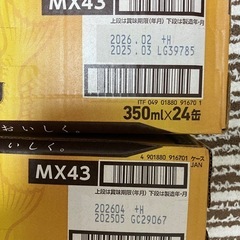 MX43
上段は賞味期限(年月) 下段は製造年・月
2026.02 +H
2025.03 LG39785
ITF 049 01880 91670 1
350ml×24缶
おいしく。
いしく。
4 901880 916701 ケース
JAN
MX43
上段は賞味期限(年月) 下段は製造年・月
202604 +H
202505 GC29067